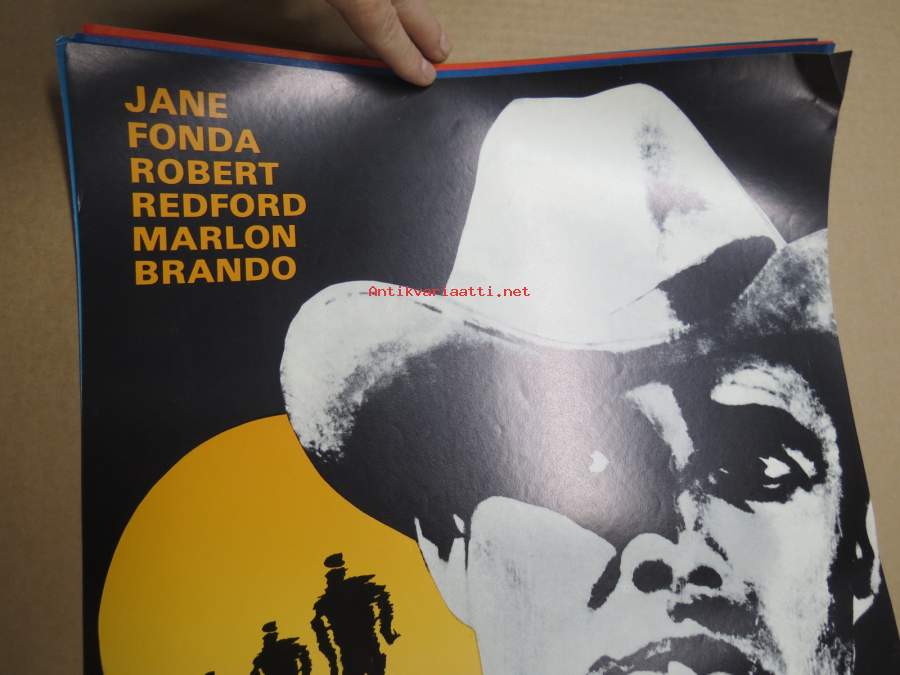 JANE
FONDA
ROBERT
REDFORD
MARLON
BRANDO
Antikvariaatti.net